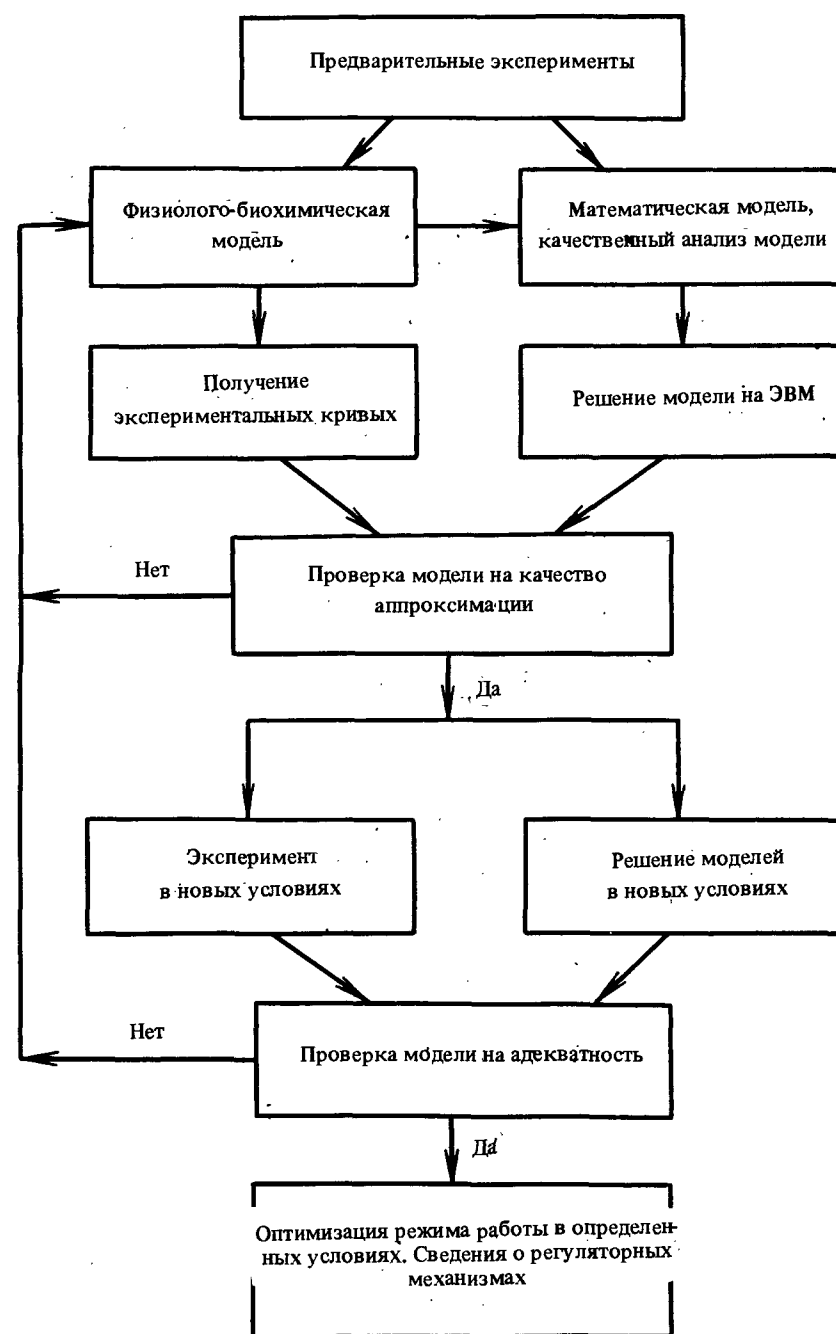 Предварительные эксперименты
Физиолого-биохимическая
модель
Математическая модель,
качественный анализ модели
Получение
экспериментальных кривых
Решение модели на ЭВМ
Нет
Проверка модели на качество
аппроксимации
Да
Эксперимент
в новых условиях
Решение моделей
в новых условиях
Нет
Проверка модели на адекватность
Да
Оптимизация режима работы в определен-
ных условиях. Сведения о регуляторных
механизмах